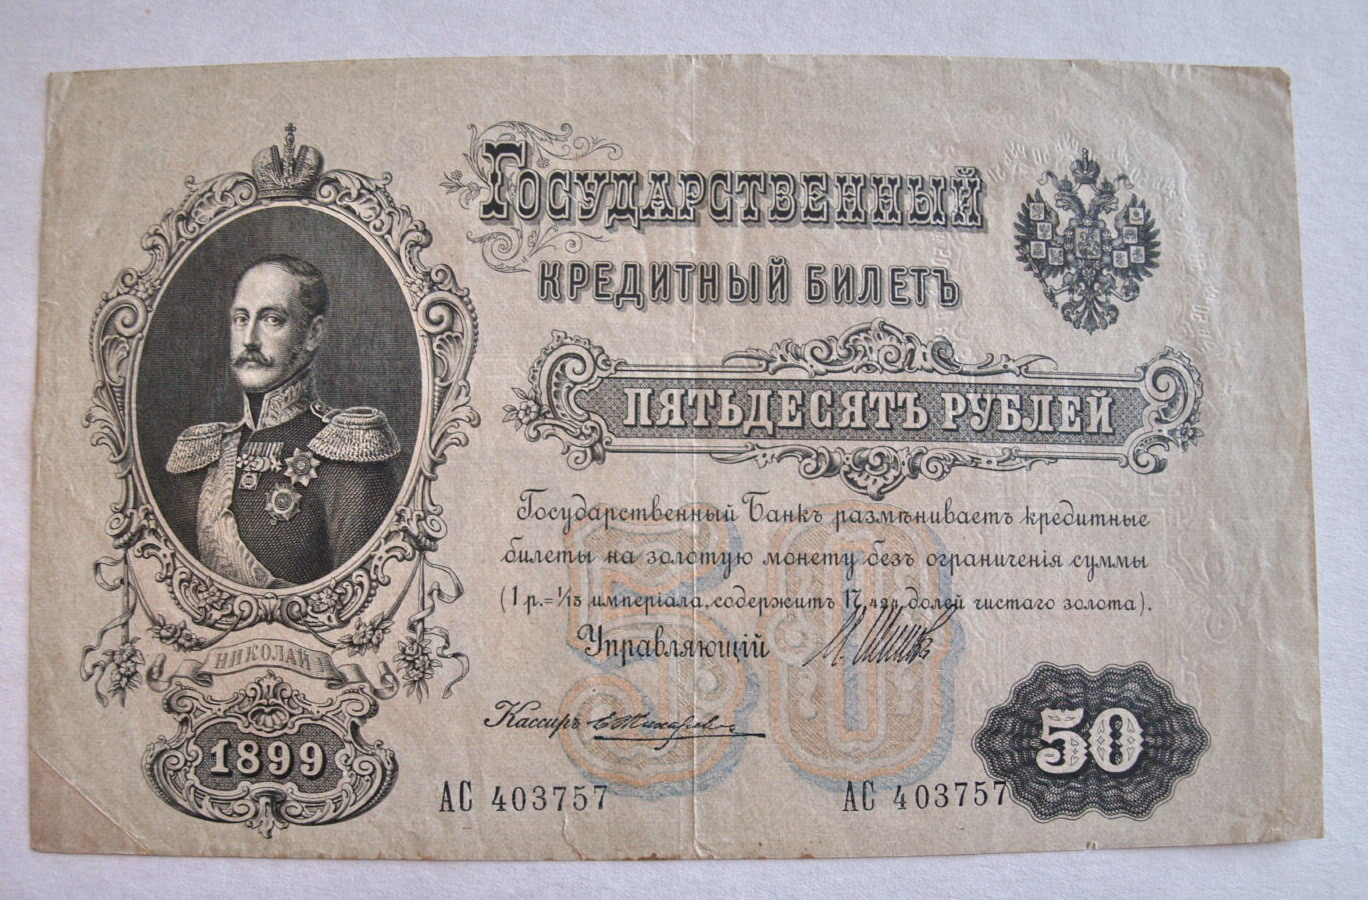 ГОСУДАРСТВЕННЫЙ
КРЕДИТНЫЙ БИЛЕТЪ
ПЯТЬДЕСЯТЪ РУБЛЕЙ
Государственный Банкъ размѣниваетъ кредитные
билеты на золотую монету безъ ограниченія суммы
(1 р.= 1/15 имперіала, содержитъ 17,424 долей чистаго золота).
Управляющій
Кассиръ
НИКОЛАЙ I
1899
50
50
АС 403757
АС 403757